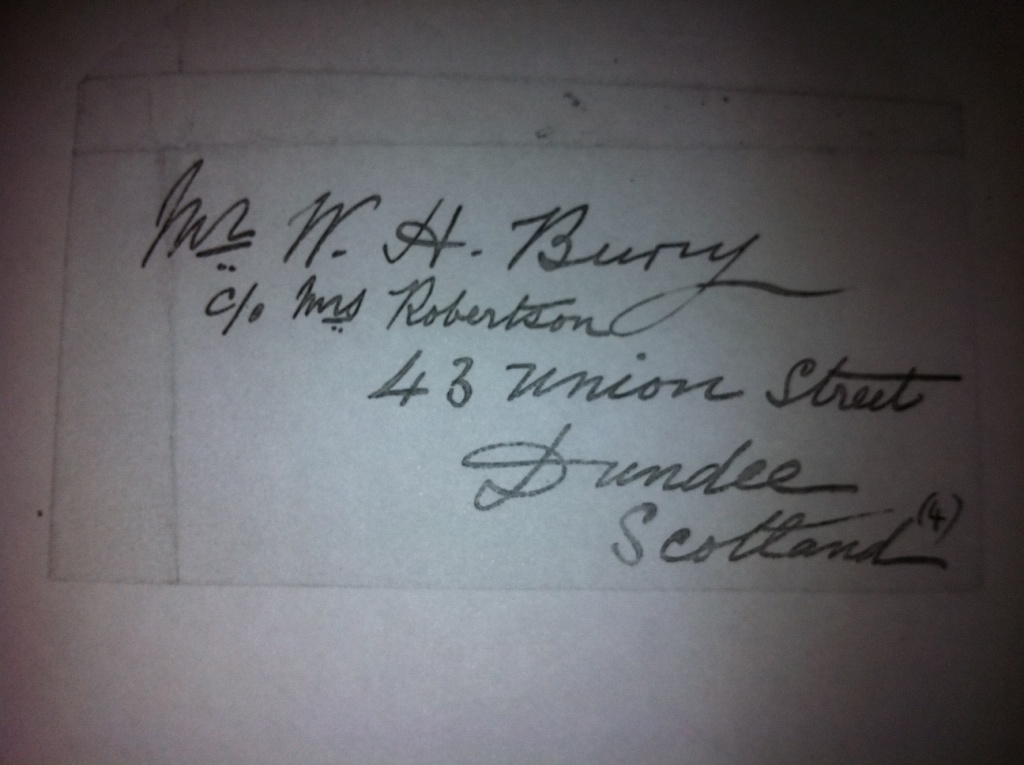 Mr W. H. Bury
c/o Mrs Robertson
43 Union Street
Dundee
Scotland (4)